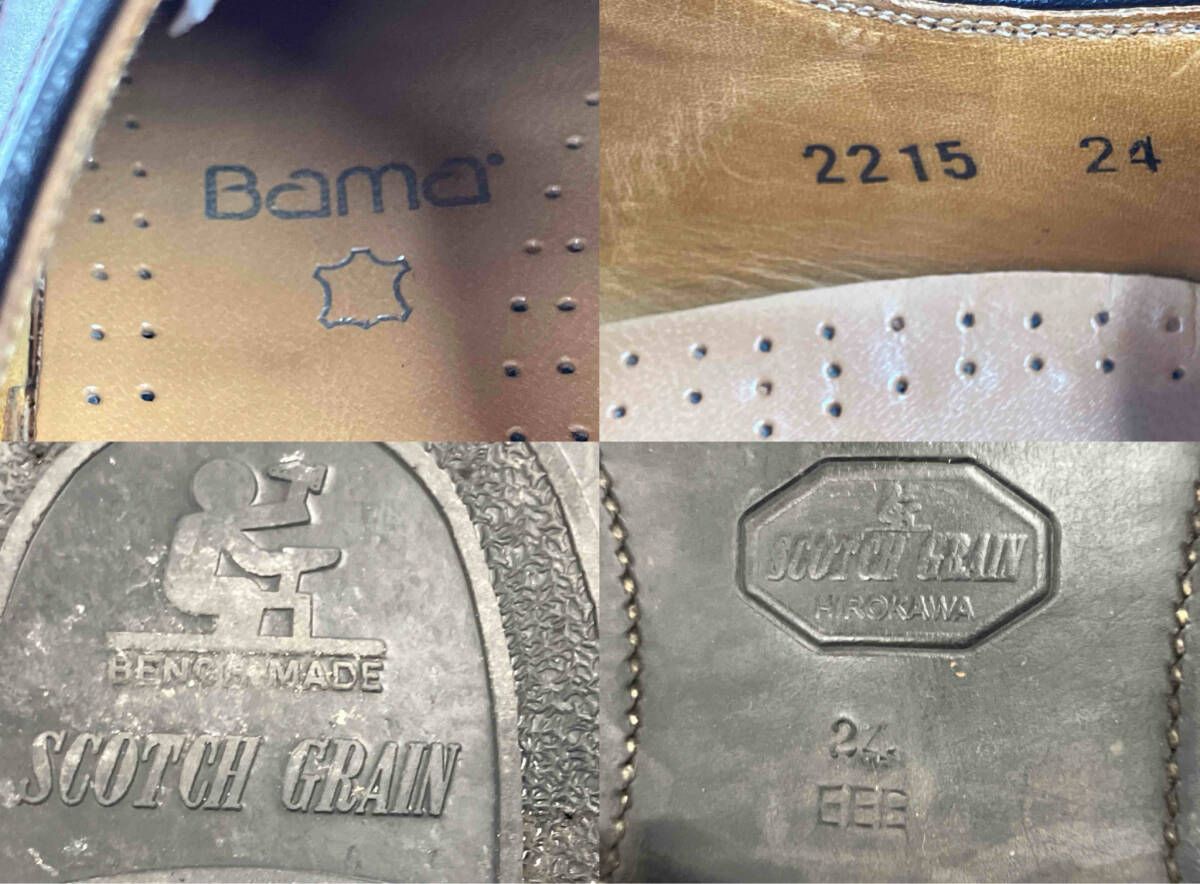 Bama
2215 24
BENCH MADE
SCOTCH GRAIN
SCOTCH GRAIN
HIROKAWA
24
EEE